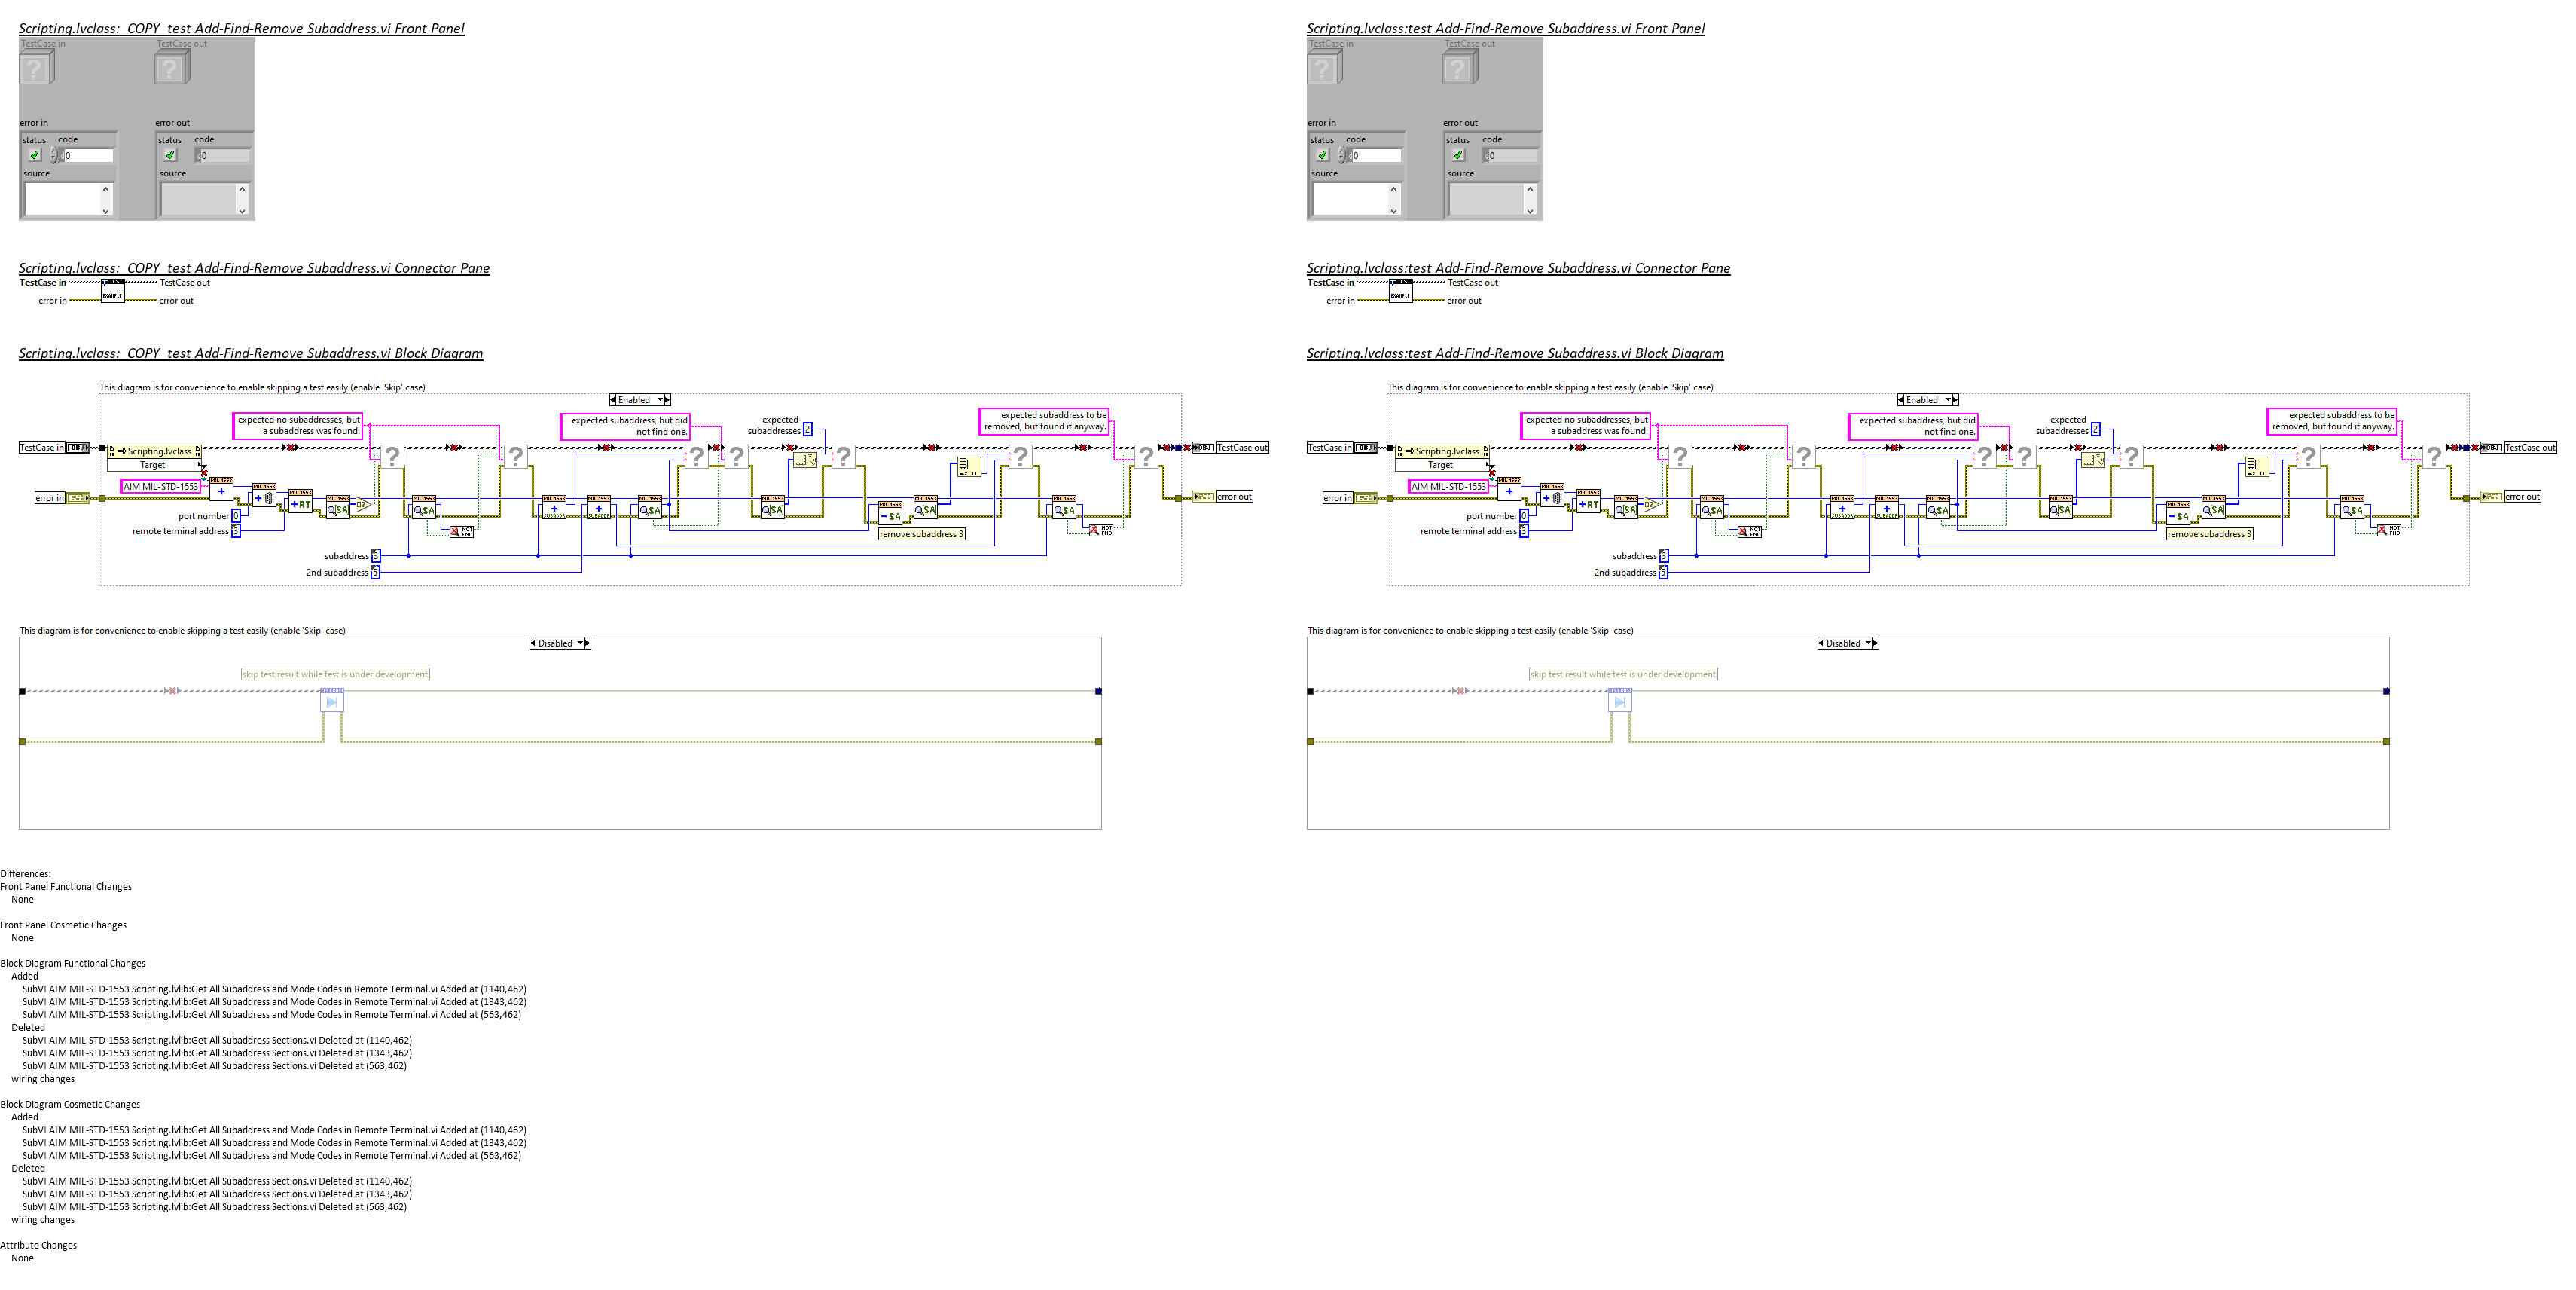 Scripting.lvclass:_COPY_test Add-Find-Remove Subaddress.vi Front Panel
TestCase in
TestCase out
error in
error out
status code
status code
0
0
source
source
Scripting.lvclass:_COPY_test Add-Find-Remove Subaddress.vi Connector Pane
TestCase in
TEST
TestCase out
error in
EXAMPLE
error out
Scripting.lvclass:_COPY_test Add-Find-Remove Subaddress.vi Block Diagram
This diagram is for convenience to enable skipping a test easily (enable 'Skip' case)
Enabled
expected no subaddresses, but
a subaddress was found.
expected subaddress, but did
not find one.
expected
subaddresses 2
expected subaddress to be
removed, but found it anyway.
TestCase in
OBJ
Scripting.lvclass
Target
OBJ
TestCase out
AIM MIL-STD-1553
error in
error out
port number 0
remote terminal address 3
remove subaddress 3
subaddress 3
2nd subaddress 5
This diagram is for convenience to enable skipping a test easily (enable 'Skip' case)
Disabled
skip test result while test is under development
Scripting.lvclass:test Add-Find-Remove Subaddress.vi Front Panel
TestCase in
TestCase out
error in
error out
status code
status code
0
0
source
source
Scripting.lvclass:test Add-Find-Remove Subaddress.vi Connector Pane
TestCase in
TEST
TestCase out
error in
EXAMPLE
error out
Scripting.lvclass:test Add-Find-Remove Subaddress.vi Block Diagram
This diagram is for convenience to enable skipping a test easily (enable 'Skip' case)
Enabled
expected no subaddresses, but
a subaddress was found.
expected subaddress, but did
not find one.
expected
subaddresses 2
expected subaddress to be
removed, but found it anyway.
TestCase in
OBJ
Scripting.lvclass
Target
OBJ
TestCase out
AIM MIL-STD-1553
error in
error out
port number 0
remote terminal address 3
remove subaddress 3
subaddress 3
2nd subaddress 5
This diagram is for convenience to enable skipping a test easily (enable 'Skip' case)
Disabled
skip test result while test is under development
Differences:
Front Panel Functional Changes
None
Front Panel Cosmetic Changes
None
Block Diagram Functional Changes
Added
SubVI AIM MIL-STD-1553 Scripting.lvlib:Get All Subaddress and Mode Codes in Remote Terminal.vi Added at (1140,462)
SubVI AIM MIL-STD-1553 Scripting.lvlib:Get All Subaddress and Mode Codes in Remote Terminal.vi Added at (1343,462)
SubVI AIM MIL-STD-1553 Scripting.lvlib:Get All Subaddress and Mode Codes in Remote Terminal.vi Added at (563,462)
Deleted
SubVI AIM MIL-STD-1553 Scripting.lvlib:Get All Subaddress Sections.vi Deleted at (1140,462)
SubVI AIM MIL-STD-1553 Scripting.lvlib:Get All Subaddress Sections.vi Deleted at (1343,462)
SubVI AIM MIL-STD-1553 Scripting.lvlib:Get All Subaddress Sections.vi Deleted at (563,462)
wiring changes
Block Diagram Cosmetic Changes
Added
SubVI AIM MIL-STD-1553 Scripting.lvlib:Get All Subaddress and Mode Codes in Remote Terminal.vi Added at (1140,462)
SubVI AIM MIL-STD-1553 Scripting.lvlib:Get All Subaddress and Mode Codes in Remote Terminal.vi Added at (1343,462)
SubVI AIM MIL-STD-1553 Scripting.lvlib:Get All Subaddress and Mode Codes in Remote Terminal.vi Added at (563,462)
Deleted
SubVI AIM MIL-STD-1553 Scripting.lvlib:Get All Subaddress Sections.vi Deleted at (1140,462)
SubVI AIM MIL-STD-1553 Scripting.lvlib:Get All Subaddress Sections.vi Deleted at (1343,462)
SubVI AIM MIL-STD-1553 Scripting.lvlib:Get All Subaddress Sections.vi Deleted at (563,462)
wiring changes
Attribute Changes
None